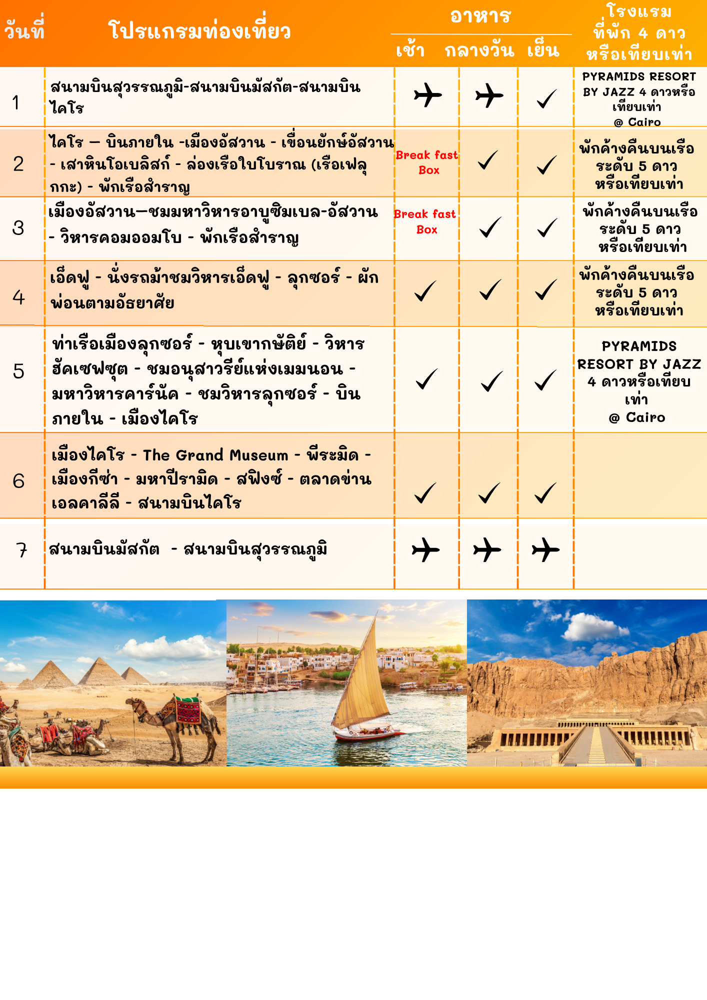 วันที่
โปรแกรมท่องเที่ยว
อาหาร
เช้า กลางวัน เย็น
โรงแรม
ที่พัก 4 ดาว
หรือเทียบเท่า
1
สนามบินสุวรรณภูมิ-สนามบินมัสกัต-สนามบิน
ไคโร
PYRAMIDS RESORT
BY JAZZ 4 ดาวหรือ
เทียบเท่า
@ Cairo
2
ไคโร – บินภายใน -เมืองอัสวาน - เขื่อนยักษ์อัสวาน
- เสาหินโอเบลิสก์ - ล่องเรือใบโบราณ (เรือเฟลุ
กกะ) - พักเรือสำราญ
Break fast
Box
พักค้างคืนบนเรือ
ระดับ 5 ดาว
หรือเทียบเท่า
3
เมืองอัสวาน–ชมมหาวิหารอาบูซิมเบล-อัสวาน
- วิหารคอมออมโบ - พักเรือสำราญ
Break fast
Box
พักค้างคืนบนเรือ
ระดับ 5 ดาว
หรือเทียบเท่า
4
เอ็ดฟู - นั่งรถม้าชมวิหารเอ็ดฟู - ลุกซอร์ - ผัก
พ่อนตามอัธยาศัย
พักค้างคืนบนเรือ
ระดับ 5 ดาว
หรือเทียบเท่า
5
ท่าเรือเมืองลุกซอร์ - หุบเขากษัติย์ - วิหาร
ฮัคเซฟซุต - ชมอนุสาวรีย์แห่งเมมนอน -
มหาวิหารคาร์นัค - ชมวิหารลุกซอร์ - บิน
ภายใน - เมืองไคโร
PYRAMIDS
RESORT BY JAZZ
4 ดาวหรือเทียบ
เท่า
@ Cairo
6
เมืองไคโร - The Grand Museum - พีระมิด -
เมืองกีซ่า - มหาปีรามิด - สฟิงซ์ - ตลาดข่าน
เอลคาลีลี - สนามบินไคโร
7
สนามบินมัสกัต - สนามบินสุวรรณภูมิ